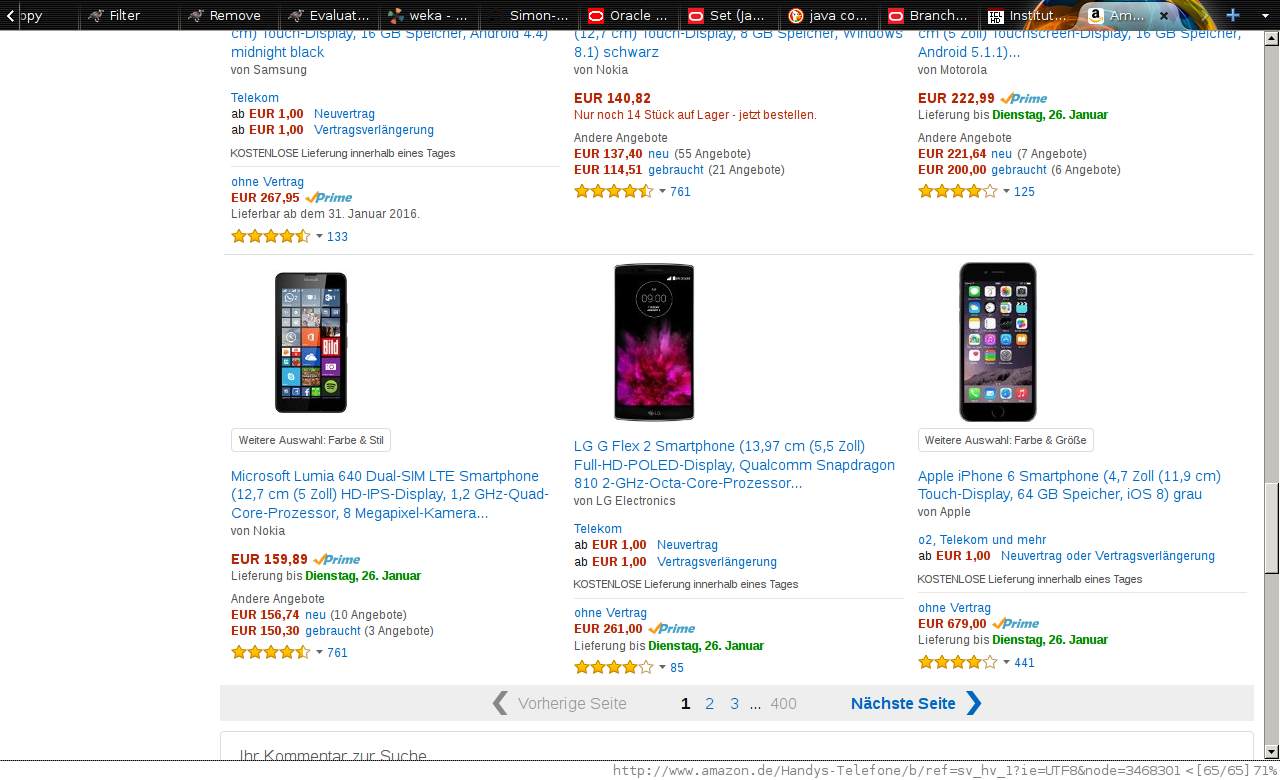 opy Filter Remove Evaluat... weka - ... Simon-... Oracle ... Set (Ja... java co... Branch... Institut... Am...
cm) Touch-Display, 16 GB Speicher, Android 4.4)
midnight black
von Samsung
Telekom
ab EUR 1,00 Neuvertrag
ab EUR 1,00 Vertragsverlängerung
KOSTENLOSE Lieferung innerhalb eines Tages
ohne Vertrag
EUR 267,95 Prime
Lieferbar ab dem 31. Januar 2016.
133
(12,7 cm) Touch-Display, 8 GB Speicher, Windows
8.1) schwarz
von Nokia
EUR 140,82
Nur noch 14 Stück auf Lager - jetzt bestellen.
Andere Angebote
EUR 137,40 neu (55 Angebote)
EUR 114,51 gebraucht (21 Angebote)
761
cm (5 Zoll) Touchscreen-Display, 16 GB Speicher,
Android 5.1.1)...
von Motorola
EUR 222,99 Prime
Lieferung bis Dienstag, 26. Januar
Andere Angebote
EUR 221,64 neu (7 Angebote)
EUR 200,00 gebraucht (6 Angebote)
125
Bild
Weitere Auswahl: Farbe & Stil
Microsoft Lumia 640 Dual-SIM LTE Smartphone
(12,7 cm (5 Zoll) HD-IPS-Display, 1,2 GHz-Quad-
Core-Prozessor, 8 Megapixel-Kamera...
von Nokia
EUR 159,89 Prime
Lieferung bis Dienstag, 26. Januar
Andere Angebote
EUR 156,74 neu (10 Angebote)
EUR 150,30 gebraucht (3 Angebote)
761
09:00
LG
LG G Flex 2 Smartphone (13,97 cm (5,5 Zoll)
Full-HD-POLED-Display, Qualcomm Snapdragon
810 2-GHz-Octa-Core-Prozessor...
von LG Electronics
Telekom
ab EUR 1,00 Neuvertrag
ab EUR 1,00 Vertragsverlängerung
KOSTENLOSE Lieferung innerhalb eines Tages
ohne Vertrag
EUR 261,00 Prime
Lieferung bis Dienstag, 26. Januar
85
Weitere Auswahl: Farbe & Größe
Apple iPhone 6 Smartphone (4,7 Zoll (11,9 cm)
Touch-Display, 64 GB Speicher, iOS 8) grau
von Apple
o2, Telekom und mehr
ab EUR 1,00 Neuvertrag oder Vertragsverlängerung
KOSTENLOSE Lieferung innerhalb eines Tages
ohne Vertrag
EUR 679,00 Prime
Lieferung bis Dienstag, 26. Januar
441
Vorherige Seite 1 2 3 ... 400 Nächste Seite
Ihr Kommentar zur Suche
http://www.amazon.de/Handys-Telefone/b/ref=sv_hv_1?ie=UTF8&node=3468301 <[65/65] 71%